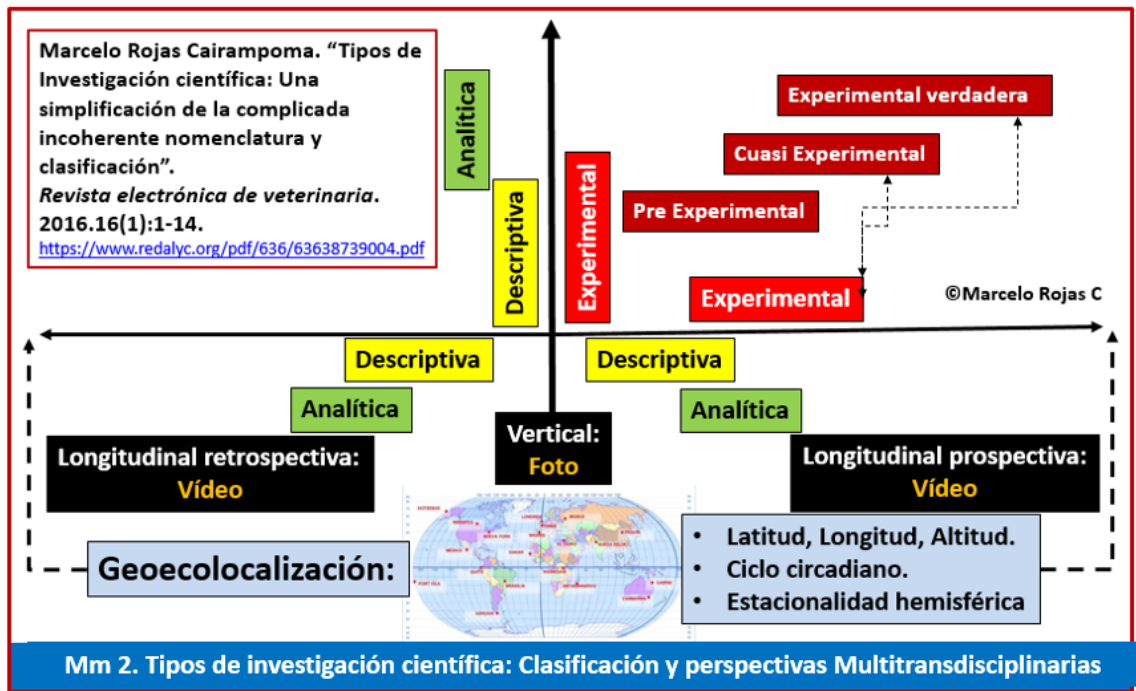 Marcelo Rojas Cairampoma. “Tipos de
Investigación científica: Una
simplificación de la complicada
incoherente nomenclatura y
clasificación”.
Revista electrónica de veterinaria.
2016.16(1):1-14.
https://www.redalyc.org/pdf/636/63638739004.pdf
Analítica
Descriptiva
Experimental
Experimental verdadera
Cuasi Experimental
Pre Experimental
Experimental
©Marcelo Rojas C
Descriptiva
Descriptiva
Analítica
Analítica
Vertical:
Foto
Longitudinal retrospectiva:
Vídeo
Longitudinal prospectiva:
Vídeo
Geoecolocalización:
• Latitud, Longitud, Altitud.
• Ciclo circadiano.
• Estacionalidad hemisférica
Mm 2. Tipos de investigación científica: Clasificación y perspectivas Multitransdisciplinarias